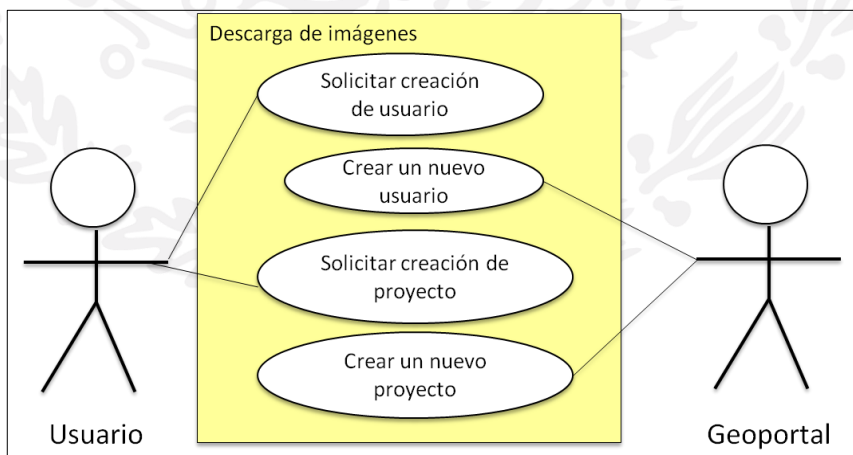 Descarga de imágenes
Solicitar creación
de usuario
Crear un nuevo
usuario
Solicitar creación de
proyecto
Crear un nuevo
proyecto
Usuario
Geoportal